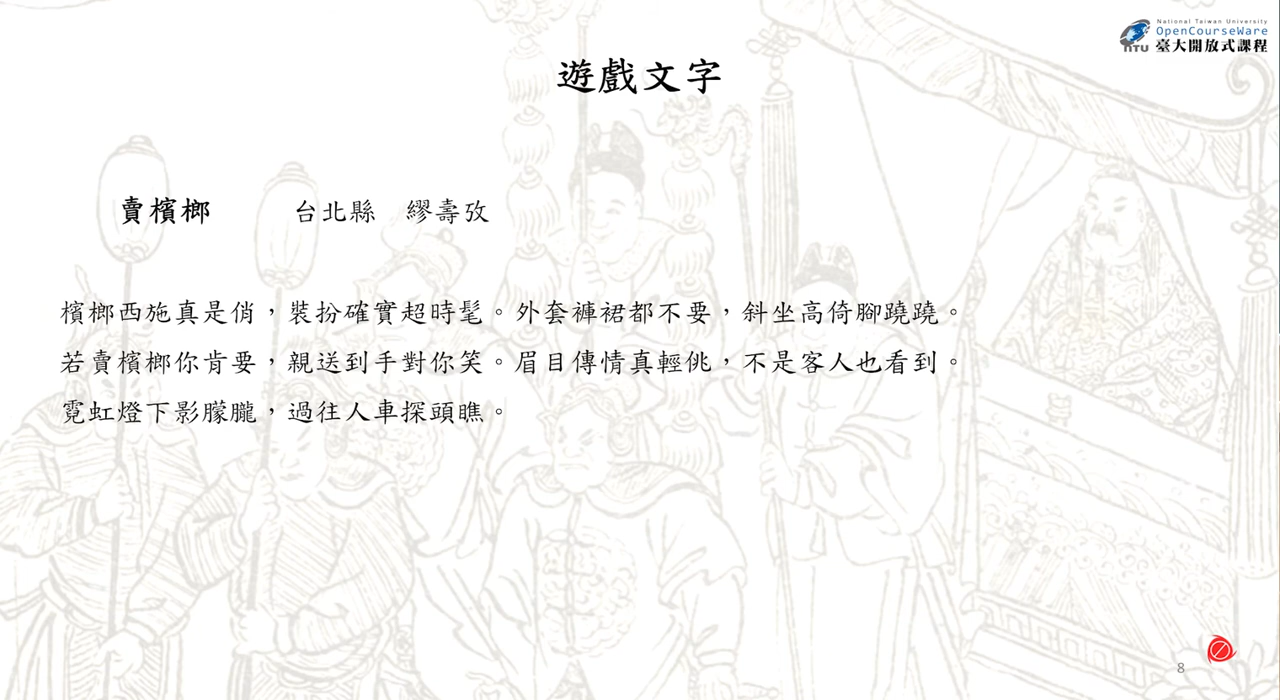 National Taiwan University
OpenCourseWare
NTU 臺大開放式課程
遊戲文字
賣檳榔 台北縣 繆壽孜
檳榔西施真是俏，裝扮確實超時髦。外套褲裙都不要，斜坐高倚腳蹺蹺。
若賣檳榔你肯要，親送到手對你笑。眉目傳情真輕佻，不是客人也看到。
霓虹燈下影朦朧，過往人車探頭瞧。
8